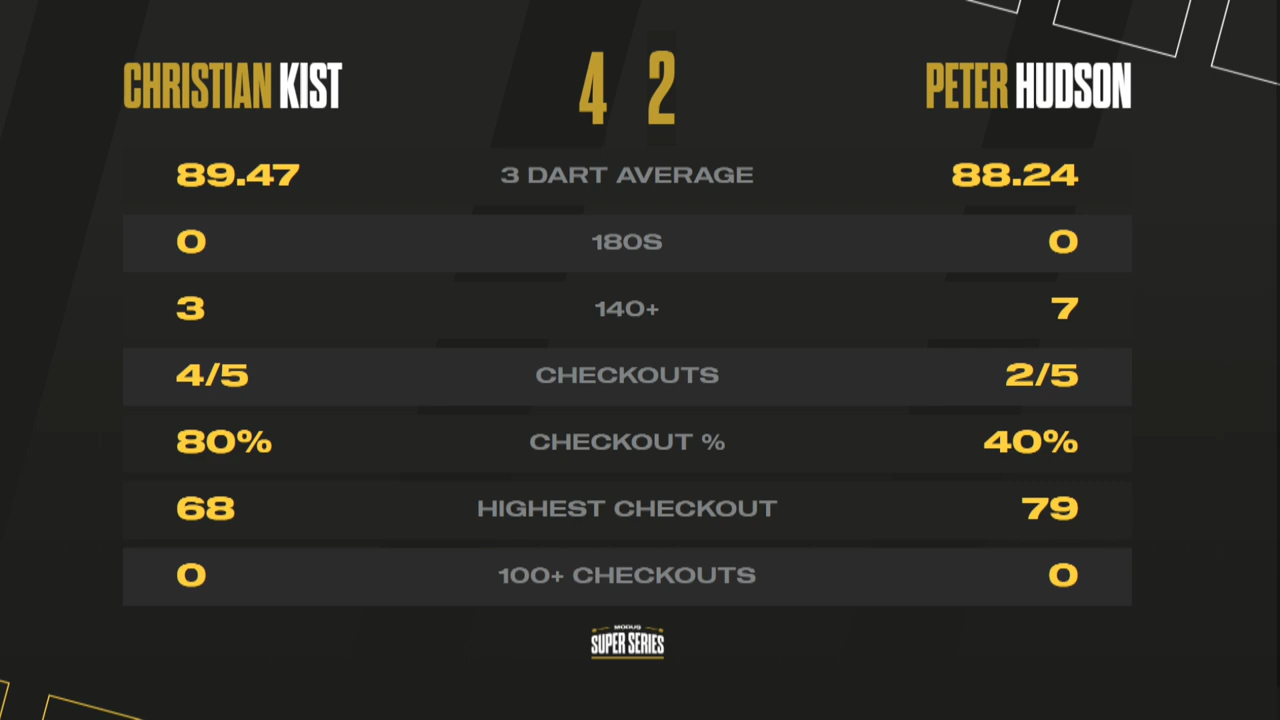 CHRISTIAN KIST 4 2 PETER HUDSON
89.47 3 DART AVERAGE 88.24
0 180S 0
3 140+ 7
4/5 CHECKOUTS 2/5
80% CHECKOUT % 40%
68 HIGHEST CHECKOUT 79
0 100+ CHECKOUTS 0
MODUS
SUPER SERIES